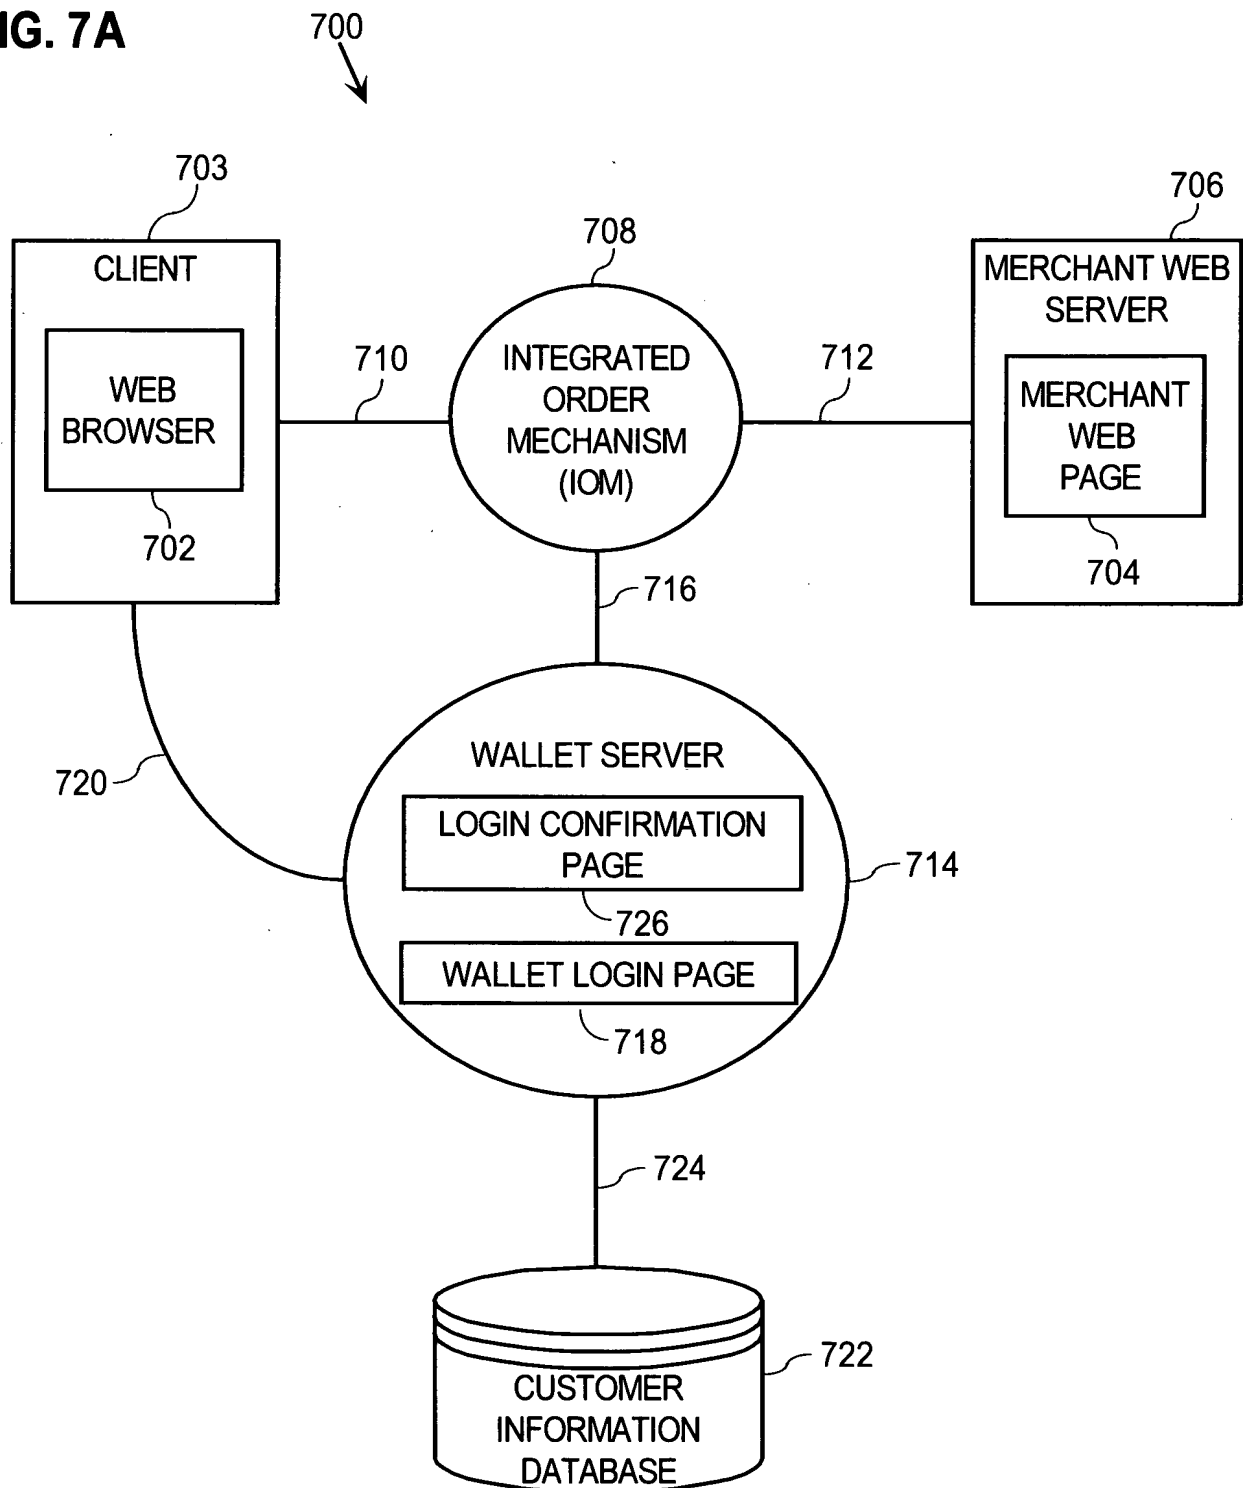 IG. 7A
700
703
706
708
CLIENT
MERCHANT WEB
SERVER
710
INTEGRATED
ORDER
MECHANISM
(IOM)
712
WEB
BROWSER
MERCHANT
WEB
PAGE
702
704
716
WALLET SERVER
720
LOGIN CONFIRMATION
PAGE
714
726
WALLET LOGIN PAGE
718
724
722
CUSTOMER
INFORMATION
DATABASE